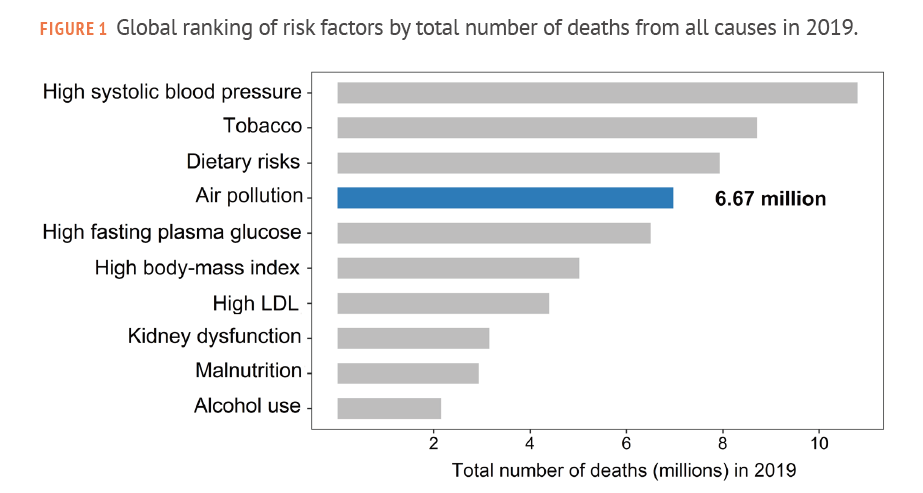 FIGURE 1 Global ranking of risk factors by total number of deaths from all causes in 2019.
High systolic blood pressure
Tobacco
Dietary risks
Air pollution 6.67 million
High fasting plasma glucose
High body-mass index
High LDL
Kidney dysfunction
Malnutrition
Alcohol use
2 4 6 8 10
Total number of deaths (millions) in 2019